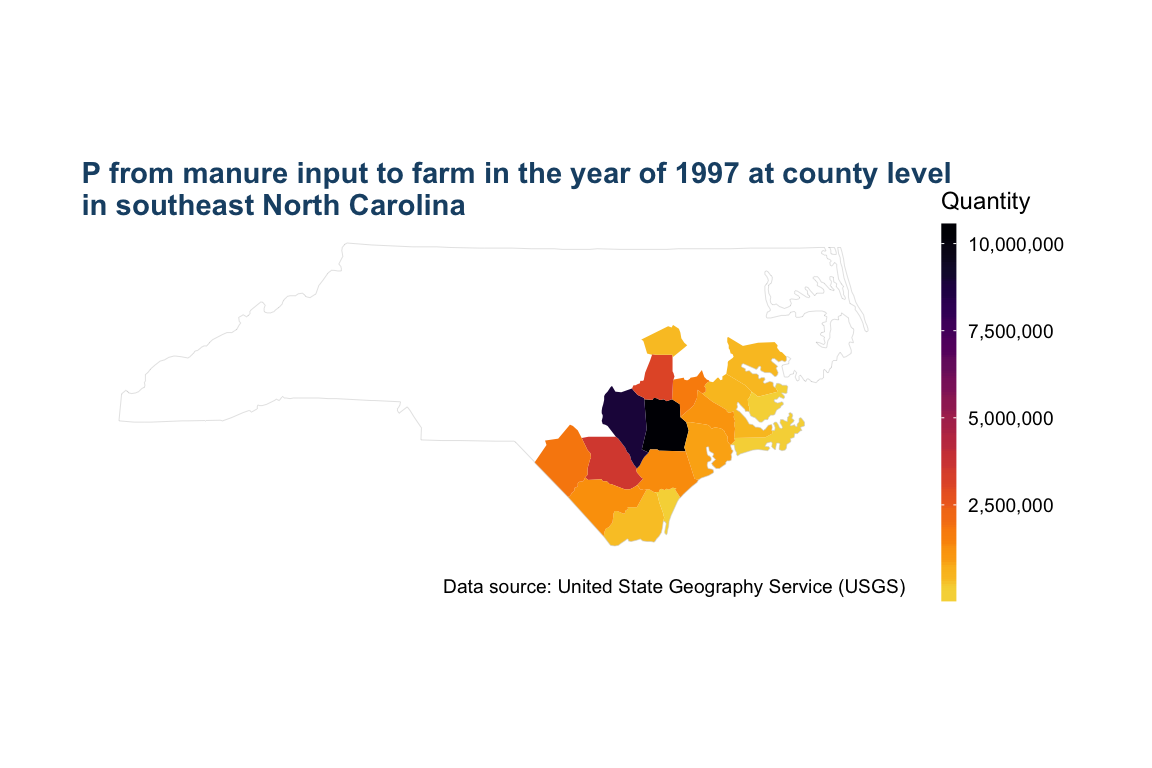 P from manure input to farm in the year of 1997 at county level
in southeast North Carolina
Quantity
10,000,000
7,500,000
5,000,000
2,500,000
Data source: United State Geography Service (USGS)